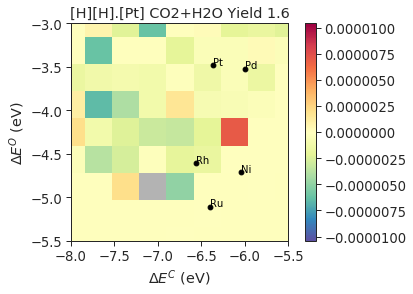 [H][H].[Pt] CO2+H2O Yield 1.6
−3.0
−3.5
−4.0
−4.5
−5.0
−5.5
ΔE^O (eV)
Pt
Pd
Rh
Ni
Ru
−8.0 −7.5 −7.0 −6.5 −6.0 −5.5
ΔE^C (eV)
0.0000100
0.0000075
0.0000050
0.0000025
0.0000000
−0.0000025
−0.0000050
−0.0000075
−0.0000100